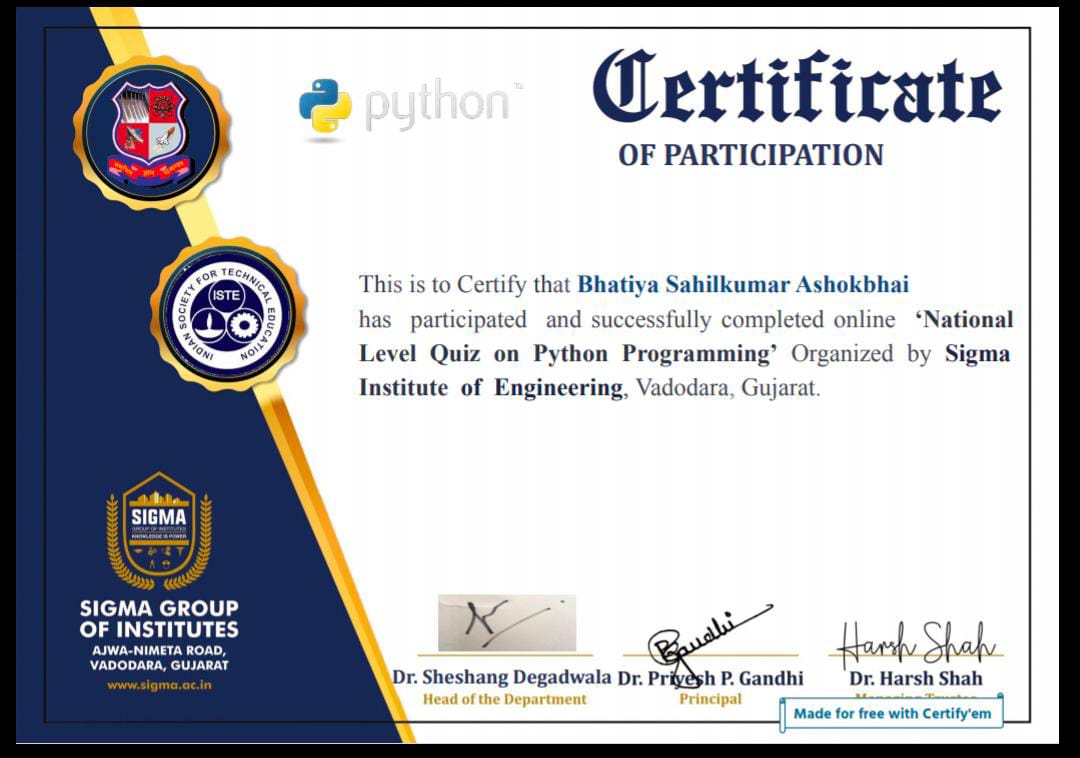 python™
Certificate
OF PARTICIPATION
INDIAN SOCIETY FOR TECHNICAL EDUCATION
ISTE
This is to Certify that Bhatiya Sahilkumar Ashokbhai
has participated and successfully completed online ‘National
Level Quiz on Python Programming’ Organized by Sigma
Institute of Engineering, Vadodara, Gujarat.
SIGMA
GROUP OF INSTITUTES
KNOWLEDGE IS POWER
SIGMA GROUP
OF INSTITUTES
AJWA-NIMETA ROAD,
VADODARA, GUJARAT
www.sigma.ac.in
Harsh Shah
Dr. Sheshang Degadwala Dr. Priyesh P. Gandhi Dr. Harsh Shah
Head of the Department Principal Managing Trustee
Made for free with Certify'em